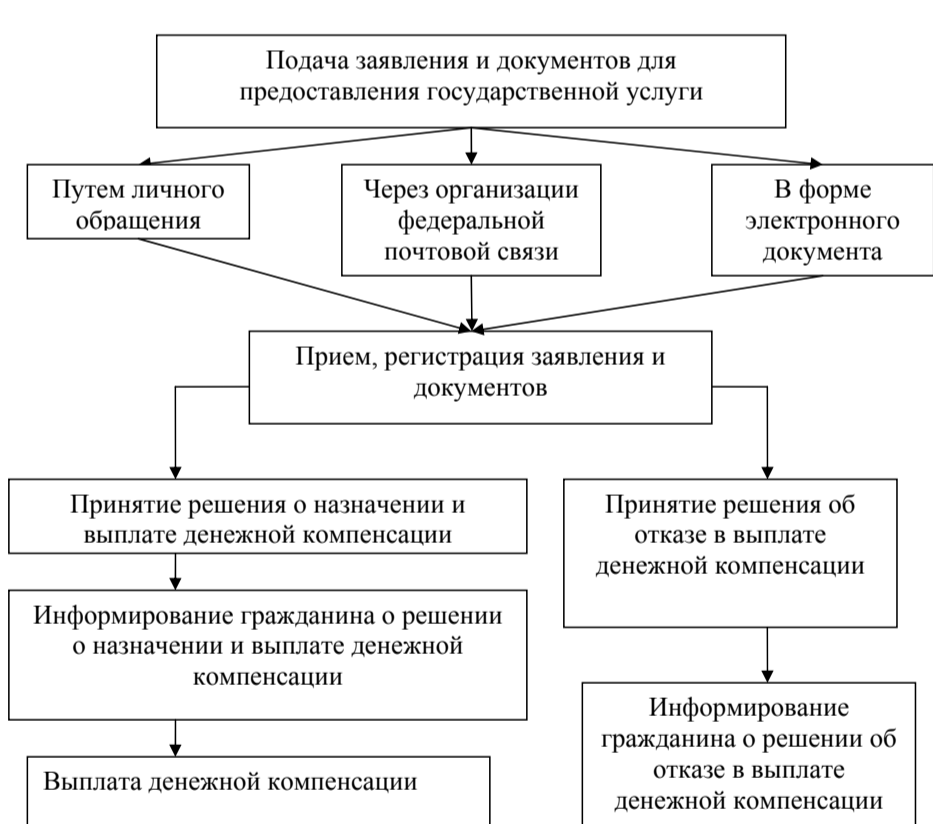 Подача заявления и документов для
предоставления государственной услуги
Путем личного
обращения
Через организации
федеральной
почтовой связи
В форме
электронного
документа
Прием, регистрация заявления и
документов
Принятие решения о назначении и
выплате денежной компенсации
Принятие решения об
отказе в выплате
денежной компенсации
Информирование гражданина о решении
о назначении и выплате денежной
компенсации
Информирование
гражданина о решении об
отказе в выплате
денежной компенсации
Выплата денежной компенсации